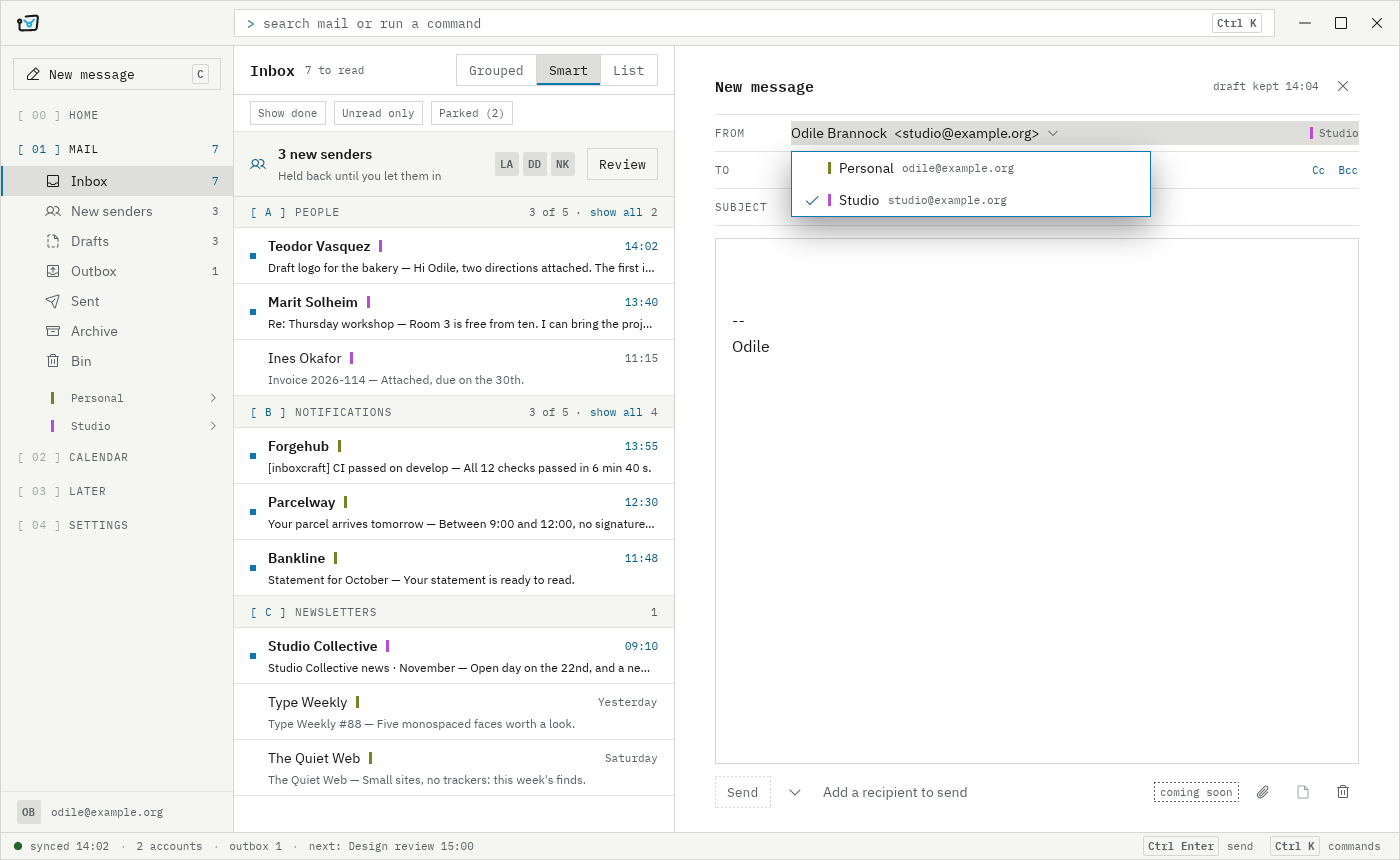 > search mail or run a command Ctrl K
New message C
[ 00 ] HOME
[ 01 ] MAIL 7
Inbox 7
New senders 3
Drafts 3
Outbox 1
Sent
Archive
Bin
Personal
Studio
[ 02 ] CALENDAR
[ 03 ] LATER
[ 04 ] SETTINGS
OB odile@example.org
Inbox 7 to read Grouped Smart List
Show done Unread only Parked (2)
3 new senders
Held back until you let them in
LA DD NK Review
[ A ] PEOPLE 3 of 5 · show all 2
Teodor Vasquez 14:02
Draft logo for the bakery — Hi Odile, two directions attached. The first i…
Marit Solheim 13:40
Re: Thursday workshop — Room 3 is free from ten. I can bring the proj…
Ines Okafor 11:15
Invoice 2026-114 — Attached, due on the 30th.
[ B ] NOTIFICATIONS 3 of 5 · show all 4
Forgehub 13:55
[inboxcraft] CI passed on develop — All 12 checks passed in 6 min 40 s.
Parcelway 12:30
Your parcel arrives tomorrow — Between 9:00 and 12:00, no signature…
Bankline 11:48
Statement for October — Your statement is ready to read.
[ C ] NEWSLETTERS 1
Studio Collective 09:10
Studio Collective news · November — Open day on the 22nd, and a ne…
Type Weekly Yesterday
Type Weekly #88 — Five monospaced faces worth a look.
The Quiet Web Saturday
The Quiet Web — Small sites, no trackers: this week's finds.
New message draft kept 14:04
FROM Odile Brannock <studio@example.org> Studio
TO Cc Bcc
SUBJECT
Personal odile@example.org
Studio studio@example.org
--
Odile
Send Add a recipient to send coming soon
synced 14:02 · 2 accounts · outbox 1 · next: Design review 15:00 Ctrl Enter send Ctrl K commands